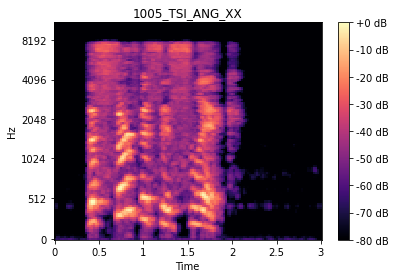 1005_TSI_ANG_XX
+0 dB
8192
-10 dB
4096
-20 dB
-30 dB
2048
Hz
-40 dB
1024
-50 dB
512
-60 dB
-70 dB
0
-80 dB
0 0.5 1 1.5 2 2.5 3
Time